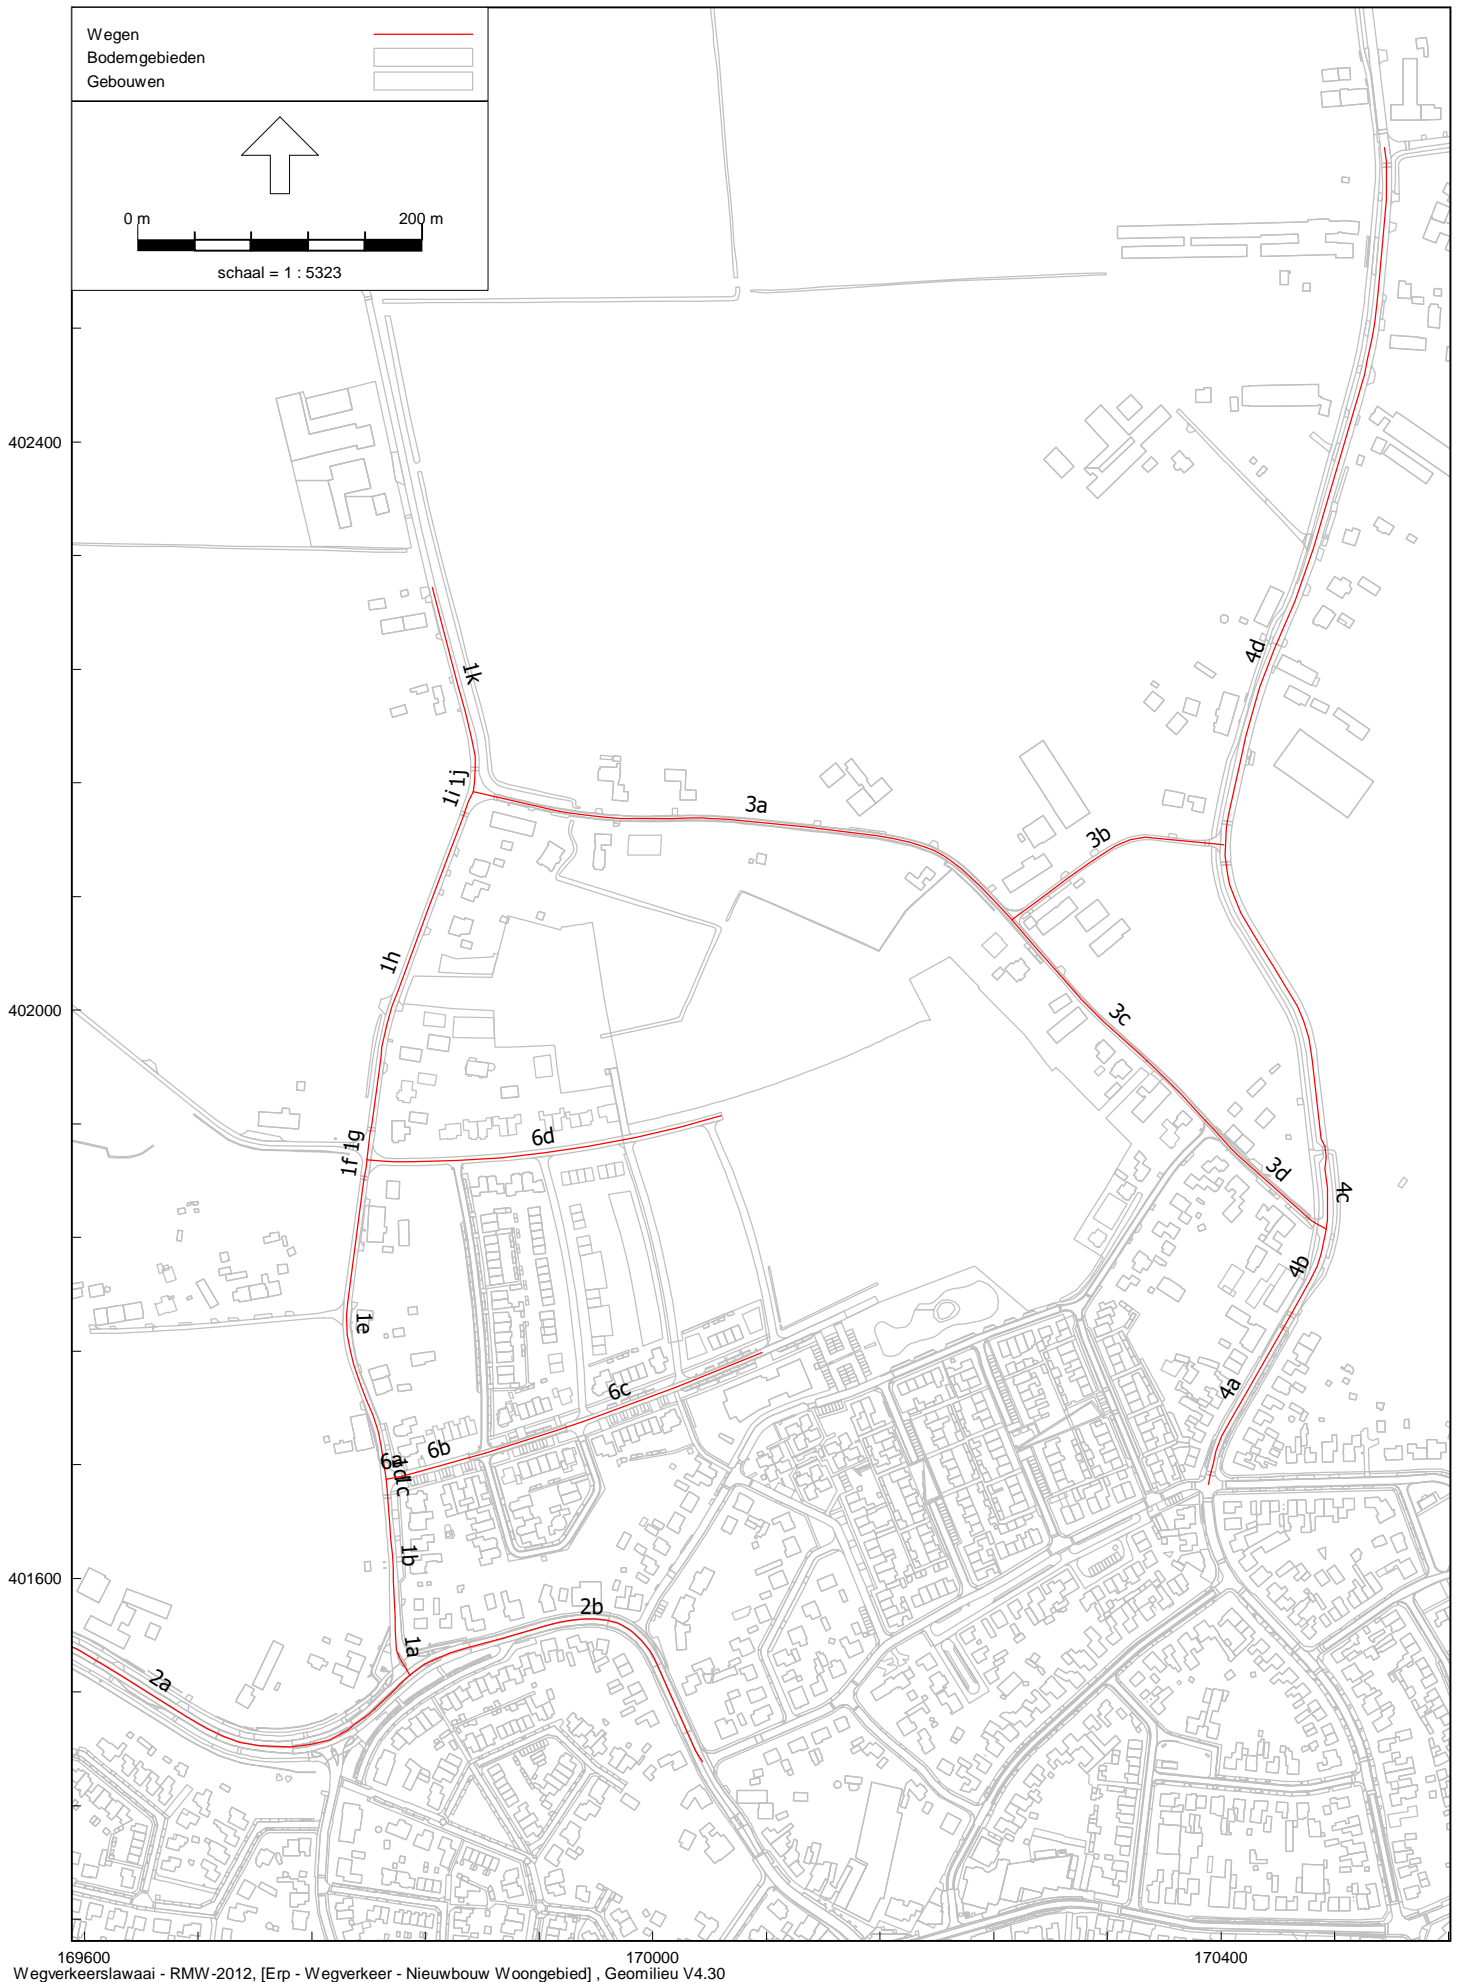 Wegen
Bodemgebieden
Gebouwen
0 m
200 m
schaal = 1 : 5323
402400
4d
1k
1i 1j
3a
3b
1h
402000
3c
6d
1f 1g
3d
4c
4b
1e
6c
4a
6b
6a
1d
1c
1b
401600
2b
1a
2a
169600
170000
170400
Wegverkeerslawaai - RMW-2012, [Erp - Wegverkeer - Nieuwbouw Woongebied] , Geomilieu V4.30